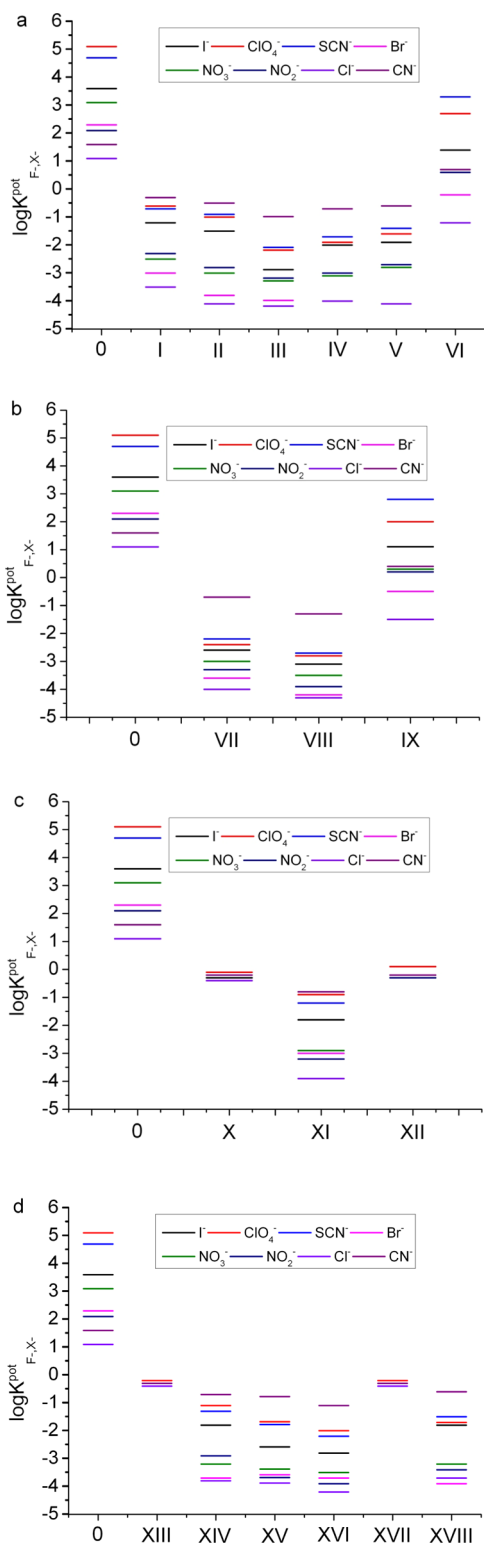 a
6
5
4
3
2
1
0
-1
-2
-3
-4
-5
logK^pot_F-,X-
I⁻ ClO₄⁻ SCN⁻ Br⁻
NO₃⁻ NO₂⁻ Cl⁻ CN⁻
0 I II III IV V VI
b
6
5
4
3
2
1
0
-1
-2
-3
-4
-5
logK^pot_F-,X-
I⁻ ClO₄⁻ SCN⁻ Br⁻
NO₃⁻ NO₂⁻ Cl⁻ CN⁻
0 VII VIII IX
c
6
5
4
3
2
1
0
-1
-2
-3
-4
-5
logK^pot_F-,X-
I⁻ ClO₄⁻ SCN⁻ Br⁻
NO₃⁻ NO₂⁻ Cl⁻ CN⁻
0 X XI XII
d
6
5
4
3
2
1
0
-1
-2
-3
-4
-5
logK^pot_F-,X-
I⁻ ClO₄⁻ SCN⁻ Br⁻
NO₃⁻ NO₂⁻ Cl⁻ CN⁻
0 XIII XIV XV XVI XVII XVIII